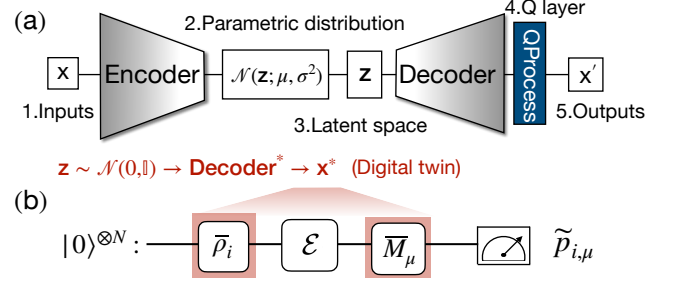 (a)
2.Parametric distribution
4.Q layer
x
Encoder
𝒩(z; μ, σ²)
z
Decoder
QProcess
x′
1.Inputs
3.Latent space
5.Outputs
z ~ 𝒩(0,𝕀) → Decoder* → x* (Digital twin)
(b)
|0⟩^{⊗N} :
ρ̅_i
ℰ
M̅_μ
p̃_{i,μ}